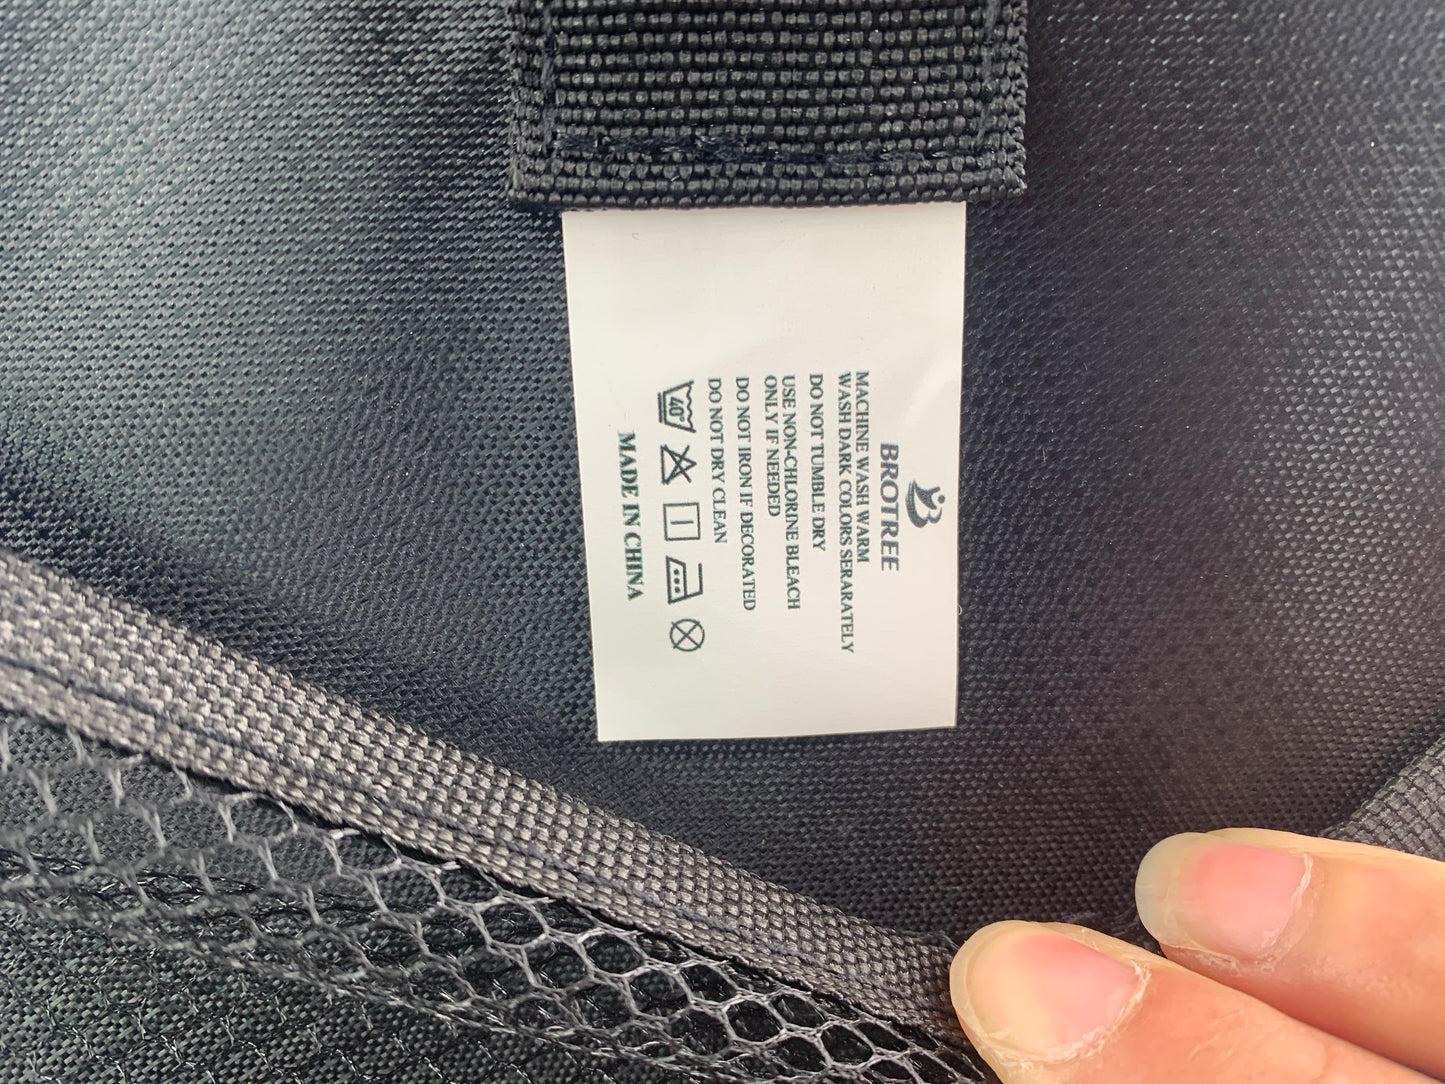 BROTREE
MACHINE WASH WARM
WASH DARK COLORS SERARATELY
DO NOT TUMBLE DRY
USE NON-CHLORINE BLEACH
ONLY IF NEEDED
DO NOT IRON IF DECORATED
DO NOT DRY CLEAN
40°
MADE IN CHINA